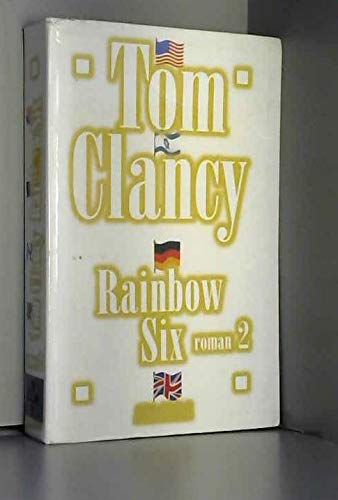 Tom
Clancy
Rainbow
Six roman 2